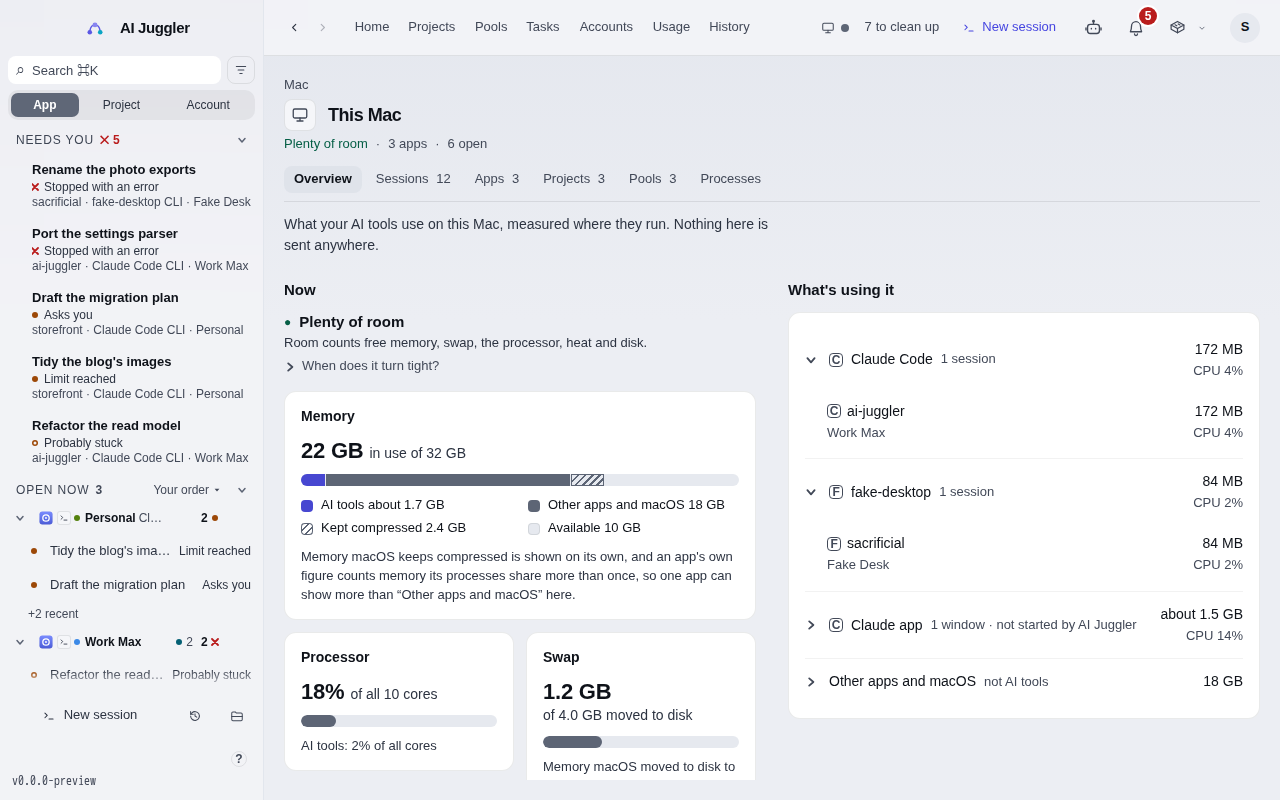 AI Juggler
Search ⌘K
App Project Account
NEEDS YOU 5
Rename the photo exports
Stopped with an error
sacrificial · fake-desktop CLI · Fake Desk
Port the settings parser
Stopped with an error
ai-juggler · Claude Code CLI · Work Max
Draft the migration plan
Asks you
storefront · Claude Code CLI · Personal
Tidy the blog's images
Limit reached
storefront · Claude Code CLI · Personal
Refactor the read model
Probably stuck
ai-juggler · Claude Code CLI · Work Max
OPEN NOW 3 Your order
Personal Cl… 2
Tidy the blog's ima… Limit reached
Draft the migration plan Asks you
+2 recent
Work Max 2 2
Refactor the read… Probably stuck
New session
?
v0.0.0-preview
Home Projects Pools Tasks Accounts Usage History
7 to clean up
New session
5
S
Mac
This Mac
Plenty of room · 3 apps · 6 open
Overview Sessions 12 Apps 3 Projects 3 Pools 3 Processes
What your AI tools use on this Mac, measured where they run. Nothing here is
sent anywhere.
Now
Plenty of room
Room counts free memory, swap, the processor, heat and disk.
When does it turn tight?
Memory
22 GB in use of 32 GB
AI tools about 1.7 GB
Other apps and macOS 18 GB
Kept compressed 2.4 GB
Available 10 GB
Memory macOS keeps compressed is shown on its own, and an app's own
figure counts memory its processes share more than once, so one app can
show more than “Other apps and macOS” here.
Processor
18% of all 10 cores
AI tools: 2% of all cores
Swap
1.2 GB
of 4.0 GB moved to disk
Memory macOS moved to disk to
What's using it
C Claude Code 1 session 172 MB
CPU 4%
C ai-juggler 172 MB
Work Max CPU 4%
F fake-desktop 1 session 84 MB
CPU 2%
F sacrificial 84 MB
Fake Desk CPU 2%
C Claude app 1 window · not started by AI Juggler about 1.5 GB
CPU 14%
Other apps and macOS not AI tools 18 GB